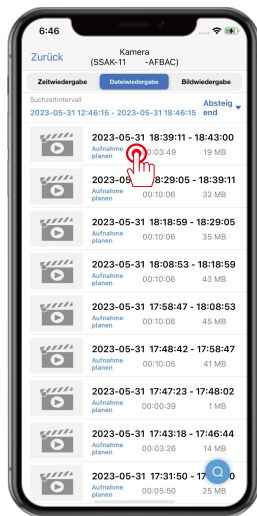 6:46
Zurück
Kamera
(SSAK-11 -AFBAC)
Zeitwiedergabe Dateiwiedergabe Bildwiedergabe
Suchzeitintervall
2023-05-31 12:46:15 - 2023-05-31 18:46:15
Absteig
end
2023-05-31 18:39:11 - 18:43:00
Aufnahme
planen
00:03:49 19 MB
2023-05- 18:29:05 - 18:39:11
Aufnahme
planen
00:10:06 32 MB
2023-05-31 18:18:59 - 18:29:05
Aufnahme
planen
00:10:06 35 MB
2023-05-31 18:08:53 - 18:18:59
Aufnahme
planen
00:10:06 43 MB
2023-05-31 17:58:47 - 18:08:53
Aufnahme
planen
00:10:06 45 MB
2023-05-31 17:48:42 - 17:58:47
Aufnahme
planen
00:10:05 41 MB
2023-05-31 17:47:23 - 17:48:02
Aufnahme
planen
00:00:39 1 MB
2023-05-31 17:43:18 - 17:46:44
Aufnahme
planen
00:03:26 14 MB
2023-05-31 17:31:50 -
Aufnahme
planen
00:05:50 25 MB